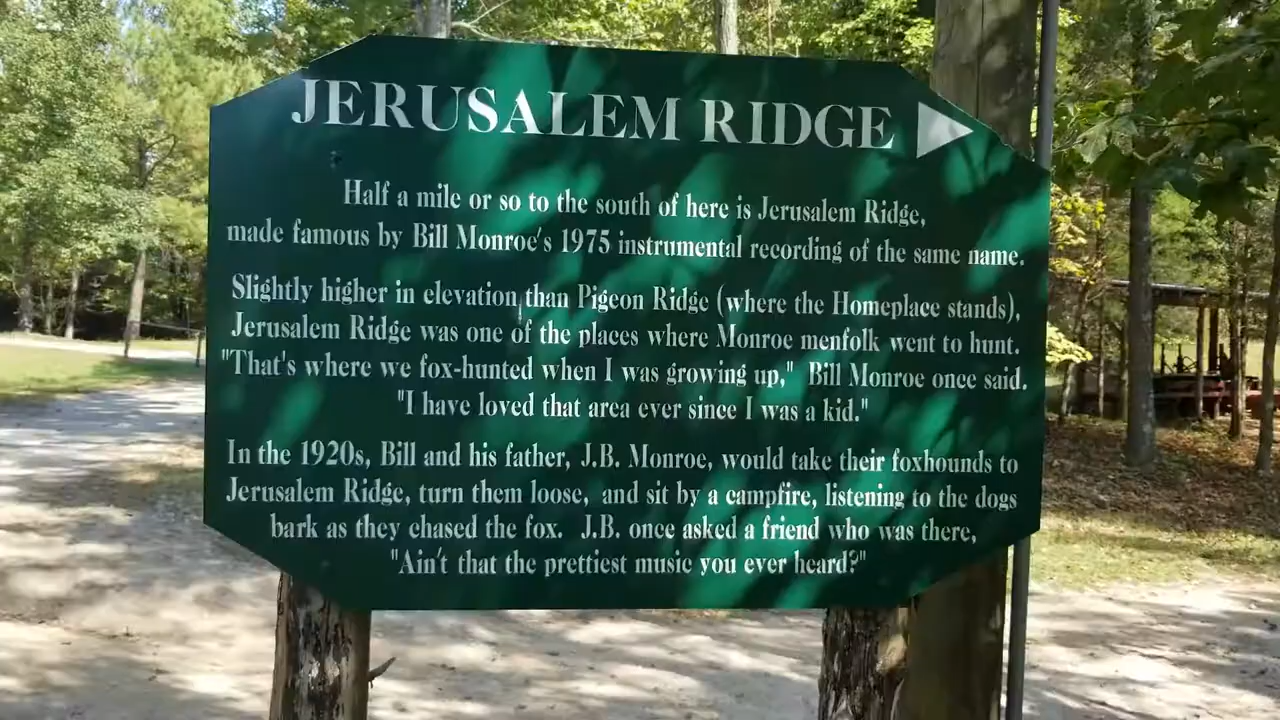 JERUSALEM RIDGE
Half a mile or so to the south of here is Jerusalem Ridge,
made famous by Bill Monroe's 1975 instrumental recording of the same name.
Slightly higher in elevation than Pigeon Ridge (where the Homeplace stands),
Jerusalem Ridge was one of the places where Monroe menfolk went to hunt.
"That's where we fox-hunted when I was growing up," Bill Monroe once said.
"I have loved that area ever since I was a kid."
In the 1920s, Bill and his father, J.B. Monroe, would take their foxhounds to
Jerusalem Ridge, turn them loose, and sit by a campfire, listening to the dogs
bark as they chased the fox. J.B. once asked a friend who was there,
"Ain't that the prettiest music you ever heard?"